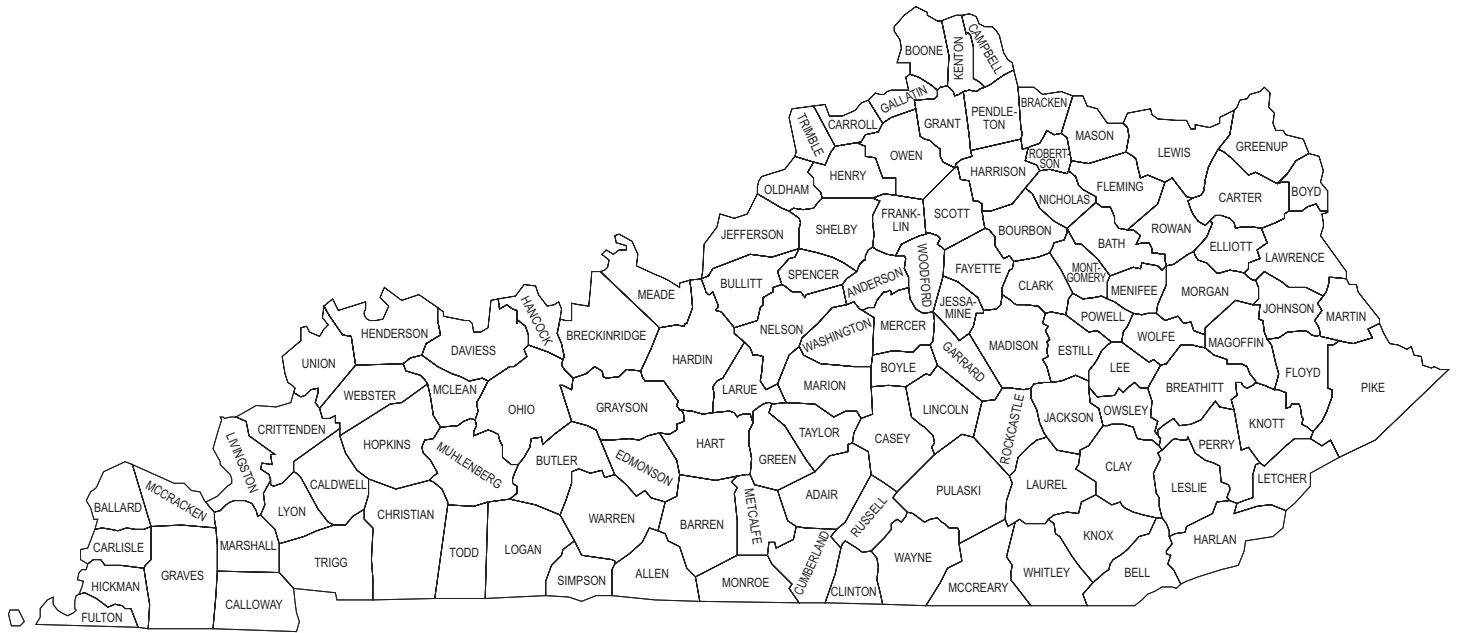 BOONE
KENTON
CAMPBELL
GALLATIN
GRANT
PENDLE-
TON
BRACKEN
TRIMBLE
CARROLL
OWEN
ROBERT-
SON
MASON
LEWIS
GREENUP
OLDHAM
HENRY
HARRISON
NICHOLAS
FLEMING
CARTER
BOYD
JEFFERSON
SHELBY
FRANK-
LIN
SCOTT
BOURBON
BATH
ROWAN
ELLIOTT
LAWRENCE
BULLITT
SPENCER
ANDERSON
WOODFORD
FAYETTE
CLARK
MONT-
GOMERY
MENIFEE
MORGAN
JOHNSON
MARTIN
MEADE
HANCOCK
BRECKINRIDGE
NELSON
WASHINGTON
MERCER
JESSA-
MINE
MADISON
POWELL
ESTILL
WOLFE
MAGOFFIN
HENDERSON
DAVIESS
UNION
HARDIN
LARUE
MARION
BOYLE
GARRARD
LEE
BREATHITT
FLOYD
PIKE
WEBSTER
MCLEAN
OHIO
GRAYSON
LINCOLN
ROCKCASTLE
JACKSON
OWSLEY
KNOTT
CRITTENDEN
LIVINGSTON
HOPKINS
MUHLENBERG
BUTLER
EDMONSON
HART
GREEN
TAYLOR
CASEY
CLAY
PERRY
LETCHER
BALLARD
MCCRACKEN
LYON
CALDWELL
CHRISTIAN
WARREN
BARREN
METCALFE
ADAIR
RUSSELL
PULASKI
LAUREL
LESLIE
CARLISLE
MARSHALL
TRIGG
TODD
LOGAN
KNOX
HARLAN
HICKMAN
GRAVES
CALLOWAY
SIMPSON
ALLEN
MONROE
CUMBERLAND
CLINTON
WAYNE
MCCREARY
WHITLEY
BELL
FULTON